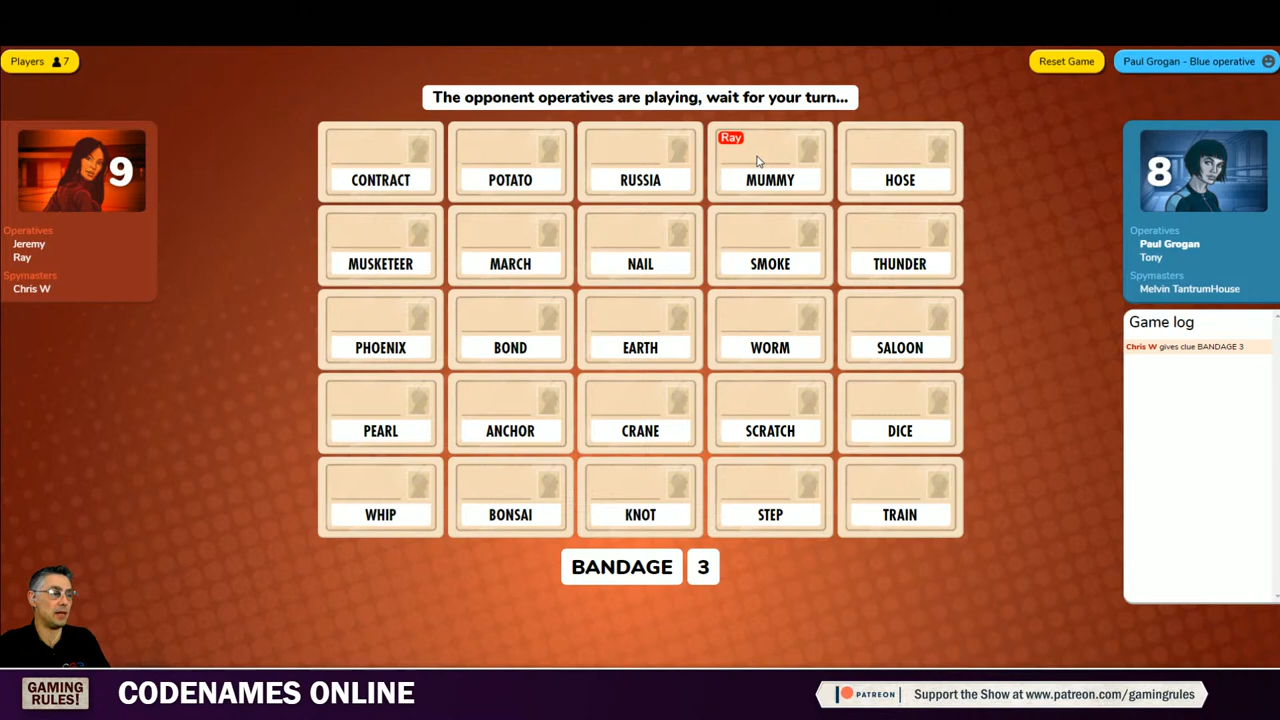 Players 7
Reset Game
Paul Grogan - Blue operative
The opponent operatives are playing, wait for your turn...
9
Operatives
Jeremy
Ray
Spymasters
Chris W
8
Operatives
Paul Grogan
Tony
Spymasters
Melvin TantrumHouse
Game log
Chris W gives clue BANDAGE 3
CONTRACT
POTATO
RUSSIA
Ray
MUMMY
HOSE
MUSKETEER
MARCH
NAIL
SMOKE
THUNDER
PHOENIX
BOND
EARTH
WORM
SALOON
PEARL
ANCHOR
CRANE
SCRATCH
DICE
WHIP
BONSAI
KNOT
STEP
TRAIN
BANDAGE 3
GAMING
RULES!
CODENAMES ONLINE
PATREON
Support the Show at www.patreon.com/gamingrules